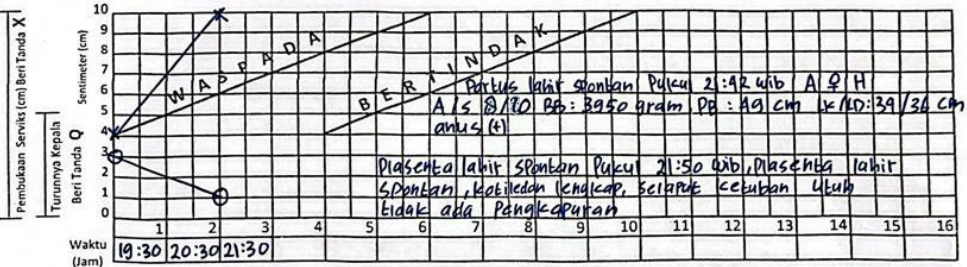 Pembukaan Serviks (cm) Beri Tanda X
Turunnya Kepala
Beri Tanda O
Sentimeter (cm)
10
9
8
7
6
5
4
3
2
1
0
WASPADA
BERTINDAK
Partus lahir spontan Pukul 21:42 wib A ♀ H
A/S 8/10 BB: 3950 gram PB: 49 cm LK/LD: 34/36 cm
anus (+)
Plasenta lahir spontan Pukul 21:50 wib, Plasenta lahir
spontan, kotiledon lengkap, selaput ketuban utuh
tidak ada Pengkapuran
1 2 3 4 5 6 7 8 9 10 11 12 13 14 15 16
Waktu
(Jam)
19:30 20:30 21:30